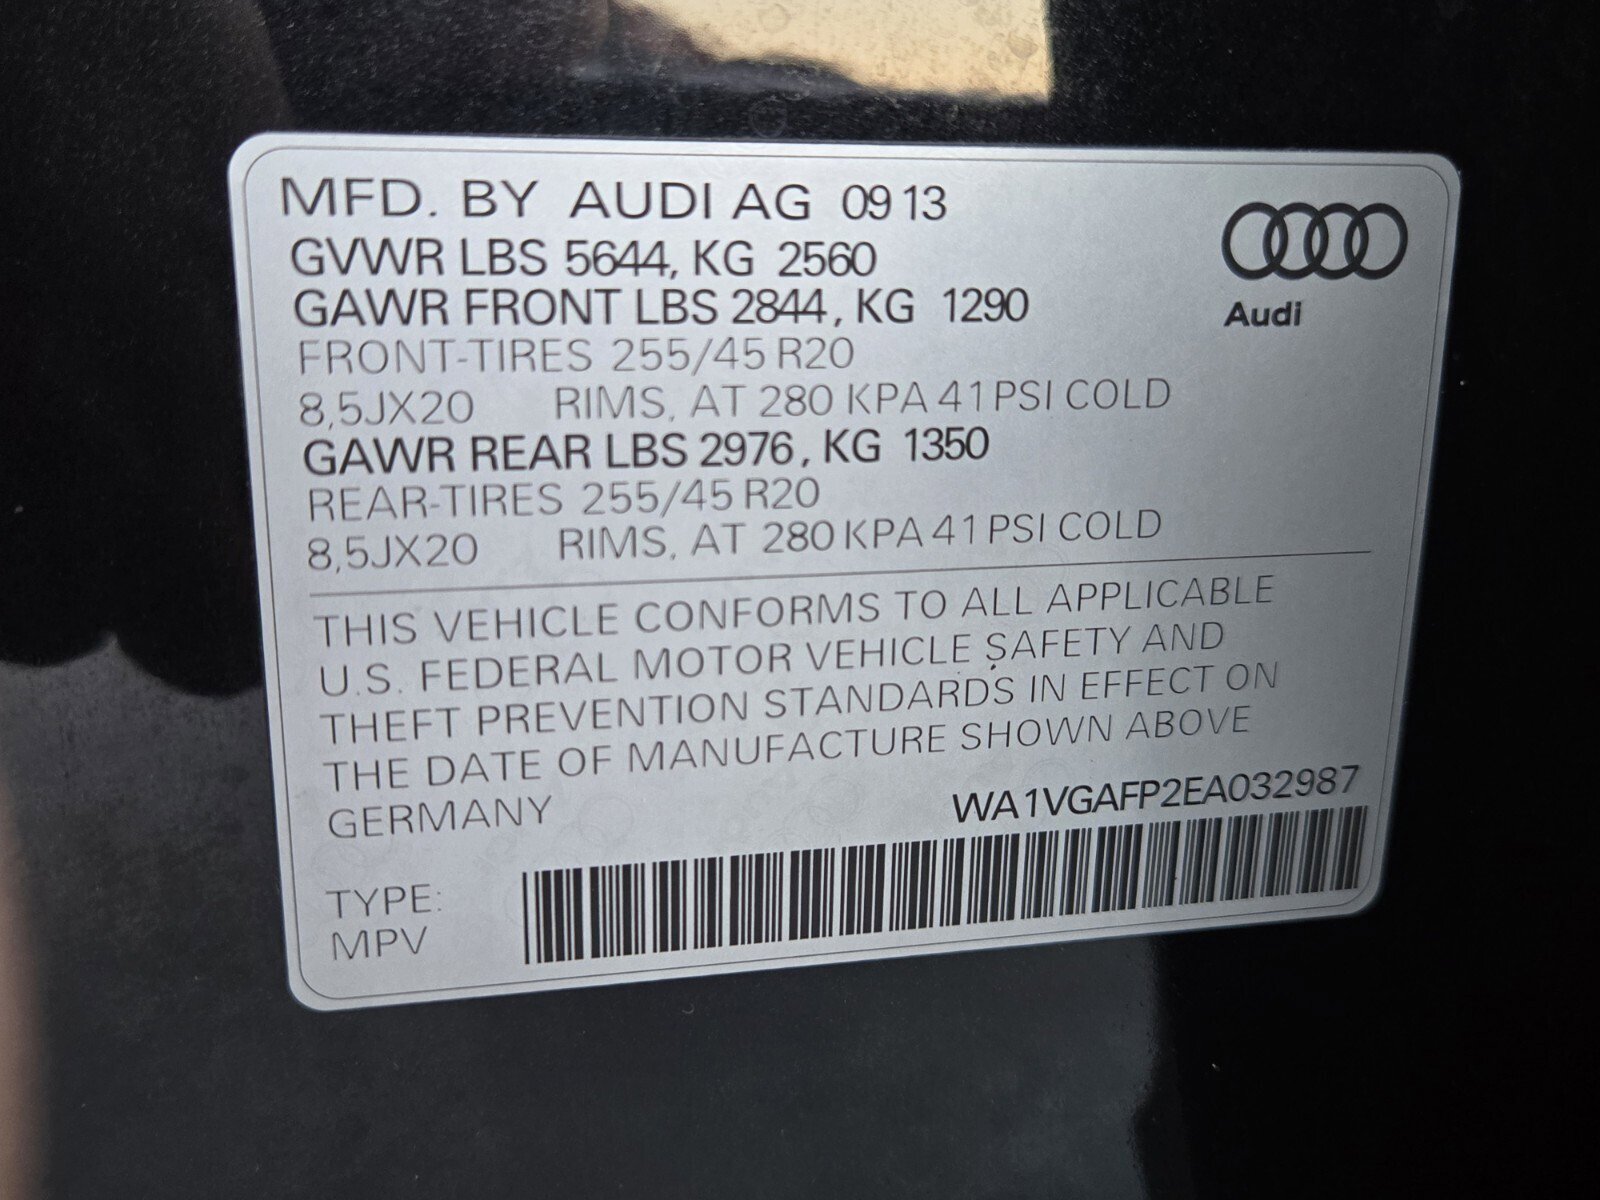 MFD. BY AUDI AG 09 13
GVWR LBS 5644, KG 2560
GAWR FRONT LBS 2844, KG 1290
FRONT-TIRES 255/45 R20
8,5JX20 RIMS, AT 280 KPA 41 PSI COLD
GAWR REAR LBS 2976, KG 1350
REAR-TIRES 255/45 R20
8,5JX20 RIMS, AT 280 KPA 41 PSI COLD
Audi
THIS VEHICLE CONFORMS TO ALL APPLICABLE
U.S. FEDERAL MOTOR VEHICLE SAFETY AND
THEFT PREVENTION STANDARDS IN EFFECT ON
THE DATE OF MANUFACTURE SHOWN ABOVE
GERMANY
WA1VGAFP2EA032987
TYPE:
MPV